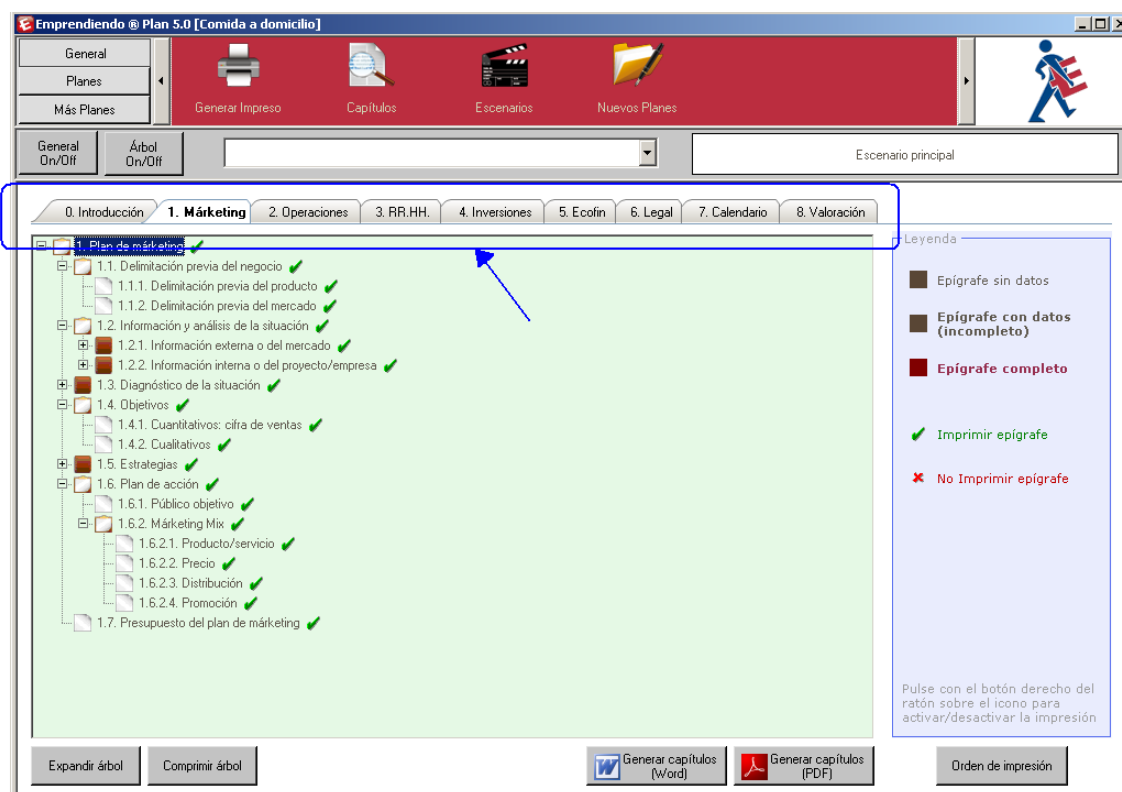 Emprendiendo ® Plan 5.0 [Comida a domicilio]
General
Planes
Más Planes
Generar Impreso
Capítulos
Escenarios
Nuevos Planes
General On/Off
Árbol On/Off
Escenario principal
0. Introducción
1. Márketing
2. Operaciones
3. RR.HH.
4. Inversiones
5. Ecofin
6. Legal
7. Calendario
8. Valoración
1. Plan de márketing
1.1. Delimitación previa del negocio
1.1.1. Delimitación previa del producto
1.1.2. Delimitación previa del mercado
1.2. Información y análisis de la situación
1.2.1. Información externa o del mercado
1.2.2. Información interna o del proyecto/empresa
1.3. Diagnóstico de la situación
1.4. Objetivos
1.4.1. Cuantitativos: cifra de ventas
1.4.2. Cualitativos
1.5. Estrategias
1.6. Plan de acción
1.6.1. Público objetivo
1.6.2. Márketing Mix
1.6.2.1. Producto/servicio
1.6.2.2. Precio
1.6.2.3. Distribución
1.6.2.4. Promoción
1.7. Presupuesto del plan de márketing
Leyenda
Epígrafe sin datos
Epígrafe con datos
(incompleto)
Epígrafe completo
Imprimir epígrafe
No Imprimir epígrafe
Pulse con el botón derecho del
ratón sobre el icono para
activar/desactivar la impresión
Expandir árbol
Comprimir árbol
Generar capítulos
(Word)
Generar capítulos
(PDF)
Orden de impresión